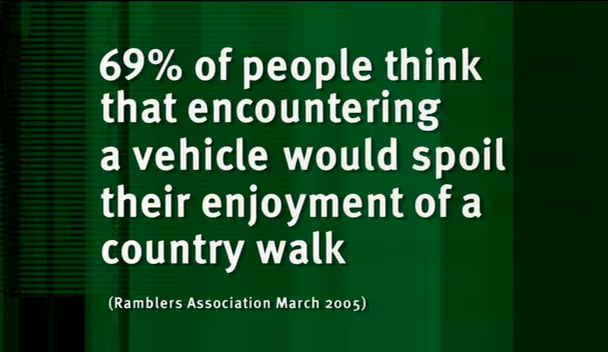 69% of people think
that encountering
a vehicle would spoil
their enjoyment of a
country walk
(Ramblers Association March 2005)